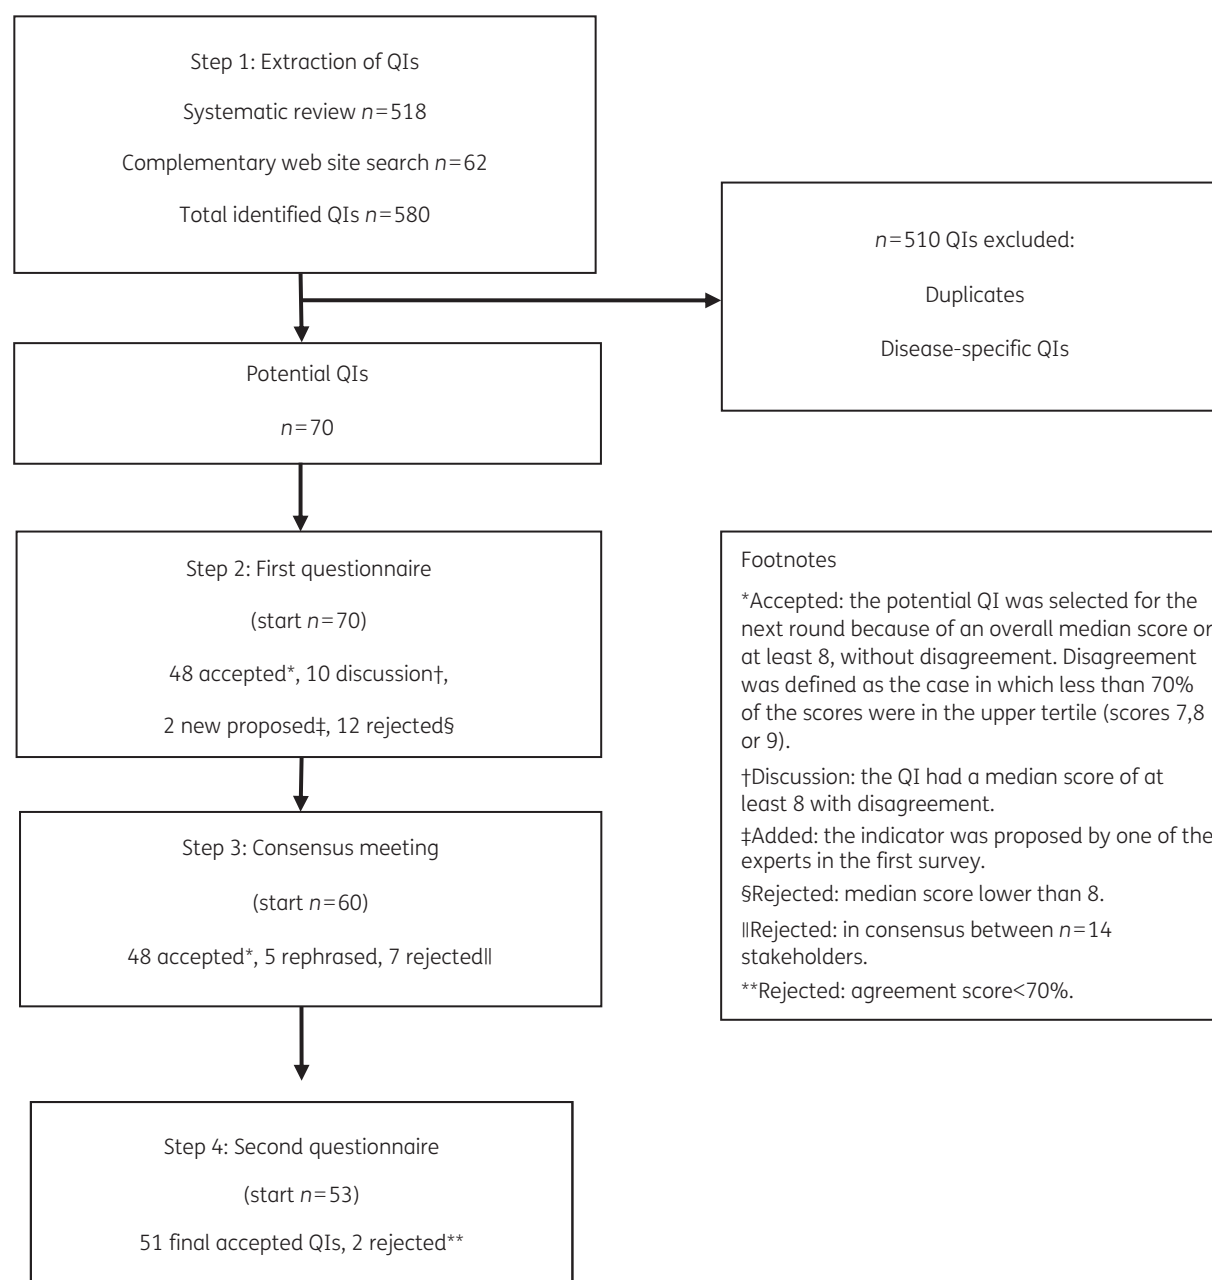 Step 1: Extraction of QIs
Systematic review n=518
Complementary web site search n=62
Total identified QIs n=580
n=510 QIs excluded:
Duplicates
Disease-specific QIs
Potential QIs
n=70
Step 2: First questionnaire
(start n=70)
48 accepted*, 10 discussion†,
2 new proposed‡, 12 rejected§
Step 3: Consensus meeting
(start n=60)
48 accepted*, 5 rephrased, 7 rejected‖
Step 4: Second questionnaire
(start n=53)
51 final accepted QIs, 2 rejected**
Footnotes
*Accepted: the potential QI was selected for the
next round because of an overall median score or
at least 8, without disagreement. Disagreement
was defined as the case in which less than 70%
of the scores were in the upper tertile (scores 7,8
or 9).
†Discussion: the QI had a median score of at
least 8 with disagreement.
‡Added: the indicator was proposed by one of the
experts in the first survey.
§Rejected: median score lower than 8.
‖Rejected: in consensus between n=14
stakeholders.
**Rejected: agreement score<70%.